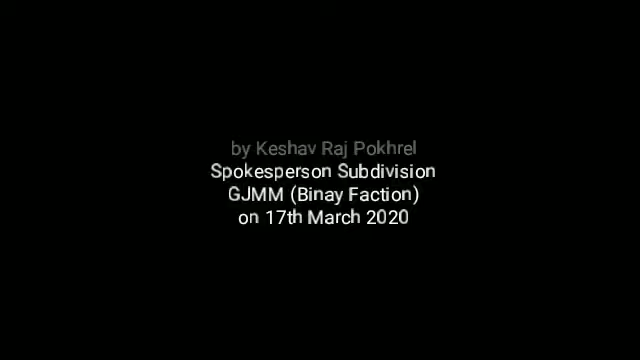 by Keshav Raj Pokhrel
Spokesperson Subdivision
GJMM (Binay Faction)
on 17th March 2020